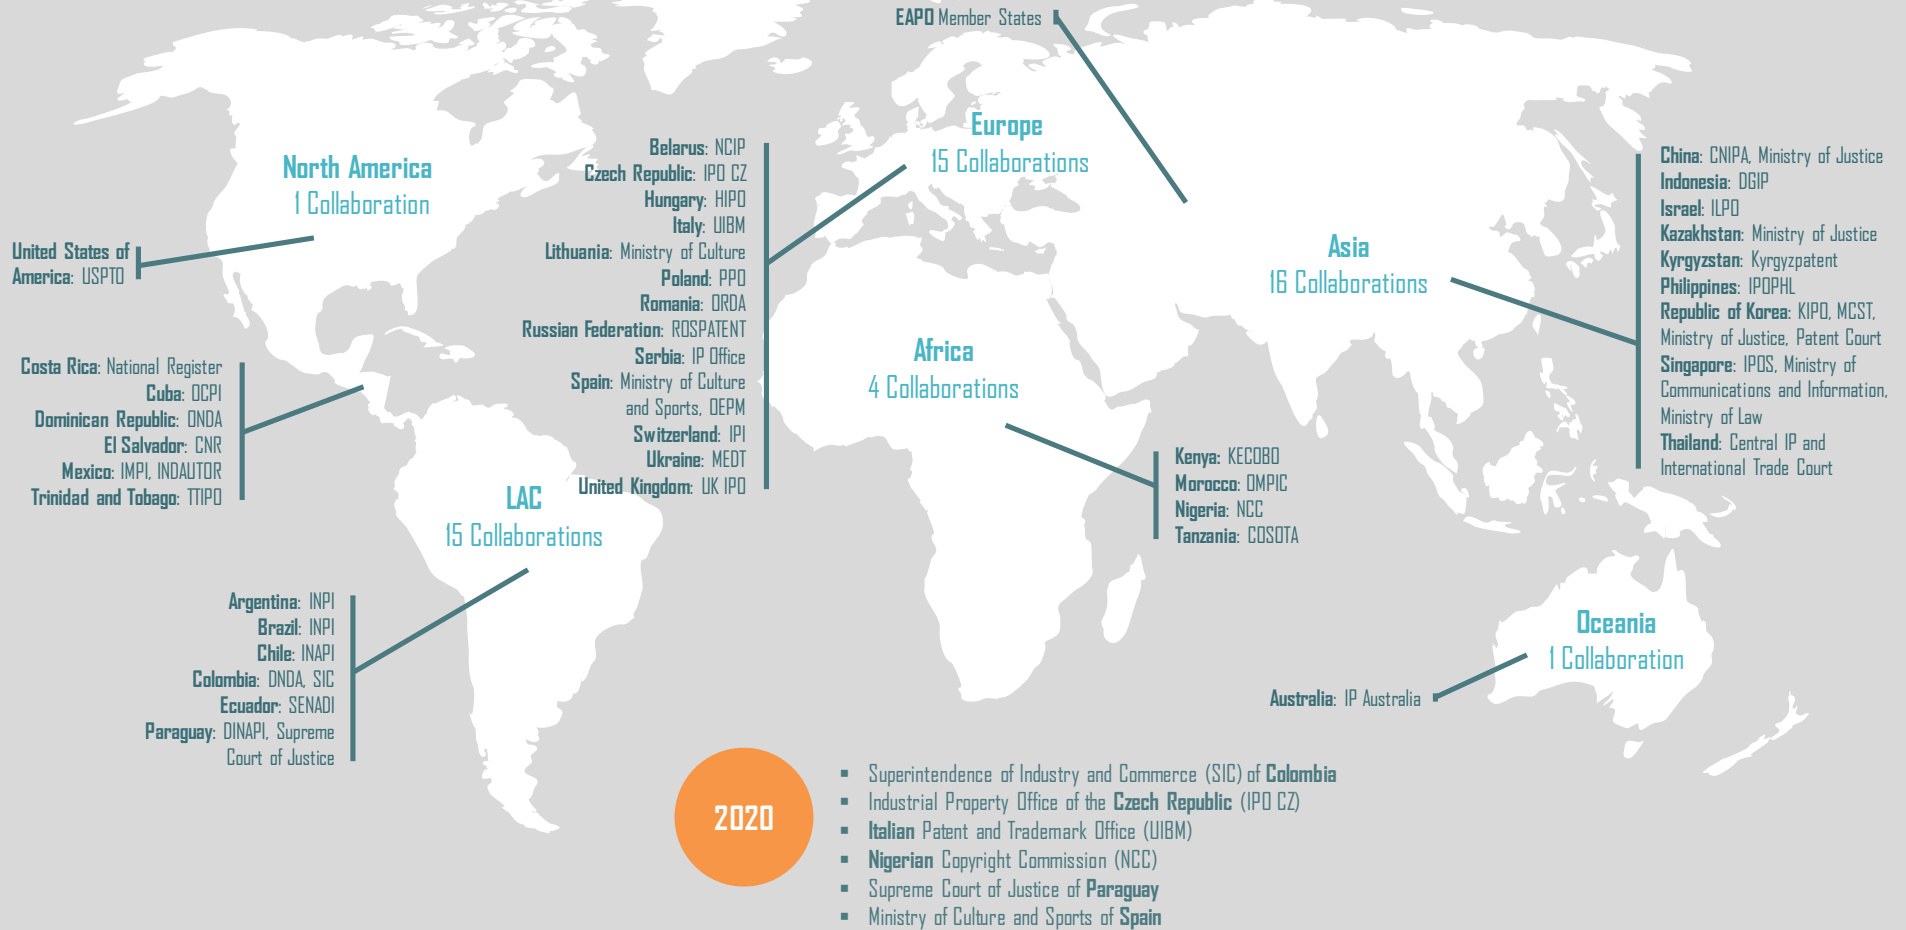 EAPO Member States
North America
1 Collaboration
United States of
America: USPTO
Costa Rica: National Register
Cuba: OCPI
Dominican Republic: ONDA
El Salvador: CNR
Mexico: IMPI, INDAUTOR
Trinidad and Tobago: TTIPO
LAC
15 Collaborations
Argentina: INPI
Brazil: INPI
Chile: INAPI
Colombia: DNDA, SIC
Ecuador: SENADI
Paraguay: DINAPI, Supreme
Court of Justice
Europe
15 Collaborations
Belarus: NCIP
Czech Republic: IPO CZ
Hungary: HIPO
Italy: UIBM
Lithuania: Ministry of Culture
Poland: PPO
Romania: ORDA
Russian Federation: ROSPATENT
Serbia: IP Office
Spain: Ministry of Culture
and Sports, OEPM
Switzerland: IPI
Ukraine: MEDT
United Kingdom: UK IPO
Africa
4 Collaborations
Kenya: KECOBO
Morocco: OMPIC
Nigeria: NCC
Tanzania: COSOTA
Asia
16 Collaborations
China: CNIPA, Ministry of Justice
Indonesia: DGIP
Israel: ILPO
Kazakhstan: Ministry of Justice
Kyrgyzstan: Kyrgyzpatent
Philippines: IPOPHL
Republic of Korea: KIPO, MCST,
Ministry of Justice, Patent Court
Singapore: IPOS, Ministry of
Communications and Information,
Ministry of Law
Thailand: Central IP and
International Trade Court
Oceania
1 Collaboration
Australia: IP Australia
2020
▪ Superintendence of Industry and Commerce (SIC) of Colombia
▪ Industrial Property Office of the Czech Republic (IPO CZ)
▪ Italian Patent and Trademark Office (UIBM)
▪ Nigerian Copyright Commission (NCC)
▪ Supreme Court of Justice of Paraguay
▪ Ministry of Culture and Sports of Spain